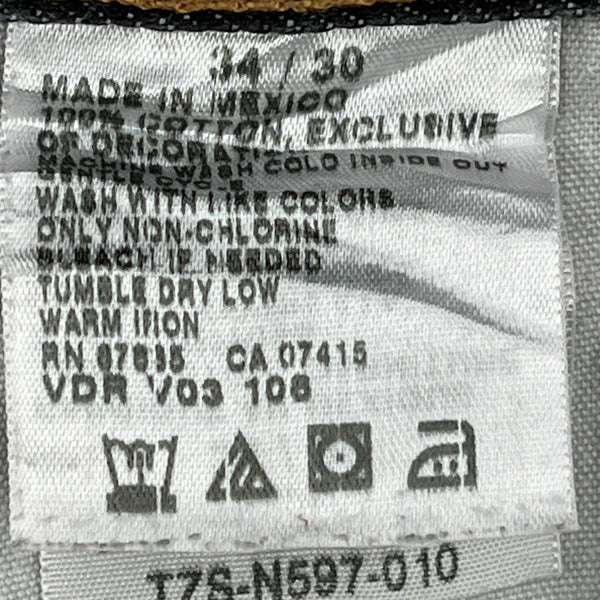 34 / 30
MADE IN MEXICO
100% COTTON, EXCLUSIVE
OF DECORATION
MACHINE WASH COLD INSIDE OUT
GENTLE CYCLE
WASH WITH LIKE COLORS
ONLY NON-CHLORINE
BLEACH IF NEEDED
TUMBLE DRY LOW
WARM IRON
RN CA 07415
VDR V03 106
T7S-N597-010